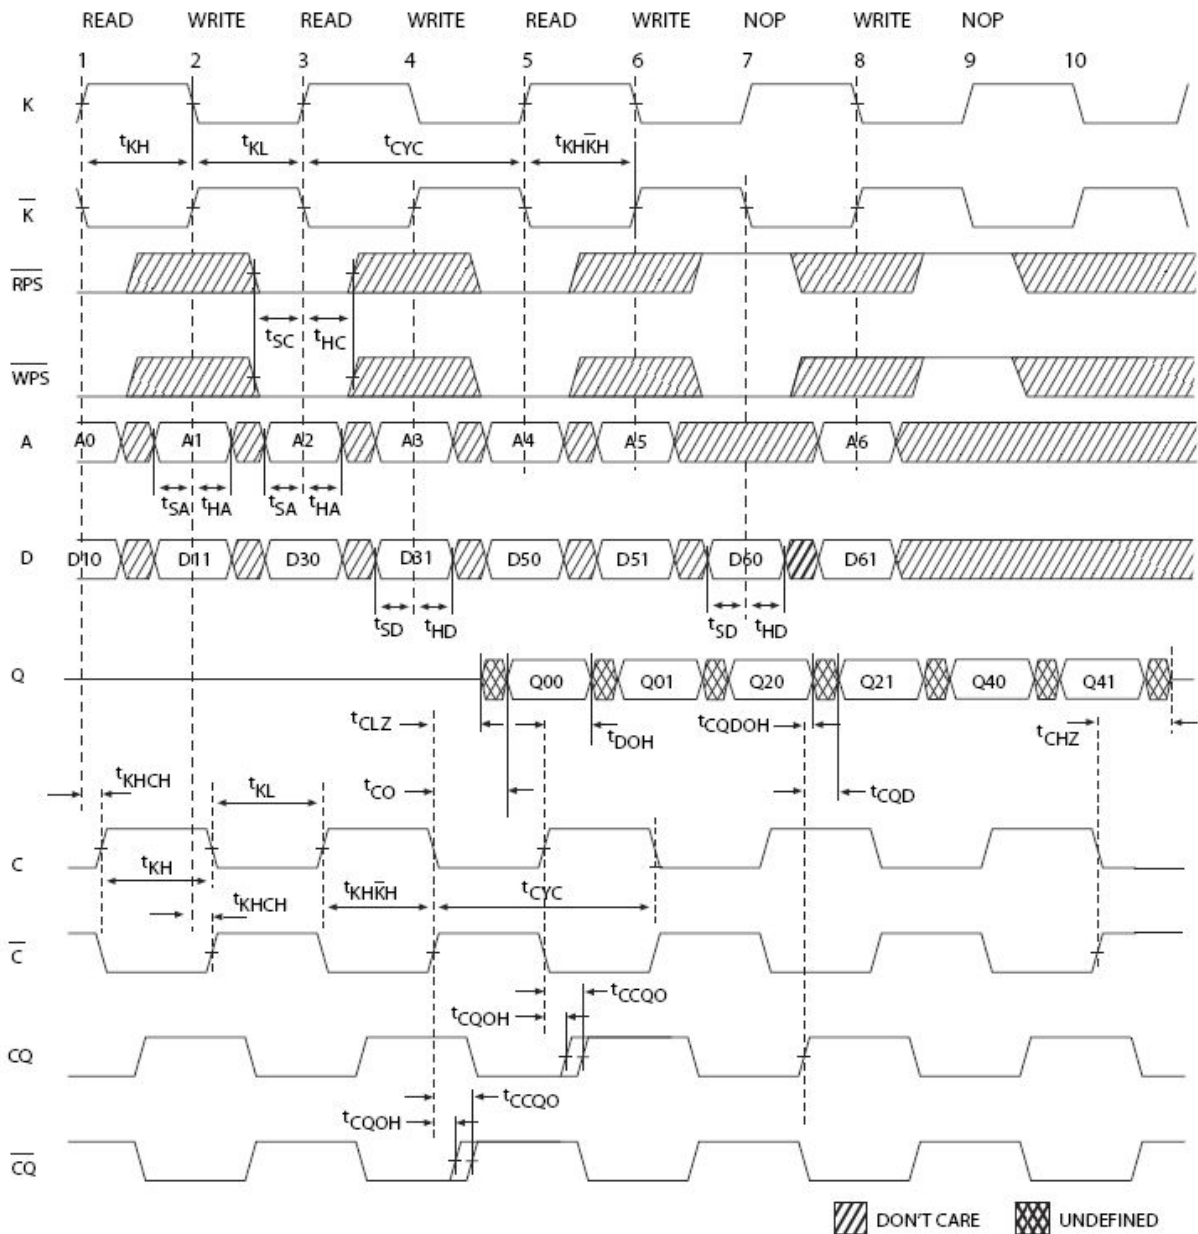 READ WRITE READ WRITE READ WRITE NOP WRITE NOP
1 2 3 4 5 6 7 8 9 10
K
tKH tKL tCYC tKHK̅H
K̅
R̅P̅S̅
tSC tHC
W̅P̅S̅
A A0 A1 A2 A3 A4 A5 A6
tSA tHA tSA tHA
D D10 D11 D30 D31 D50 D51 D60 D61
tSD tHD tSD tHD
Q Q00 Q01 Q20 Q21 Q40 Q41
tCLZ tDOH tCQDOH tCHZ
tKHCH tKL tCO tCQD
C
tKH tKHK̅H tCYC
tKHCH
C̅
tCCQO
tCQOH
CQ
tCCQO
tCQOH
C̅Q̅
DON'T CARE UNDEFINED